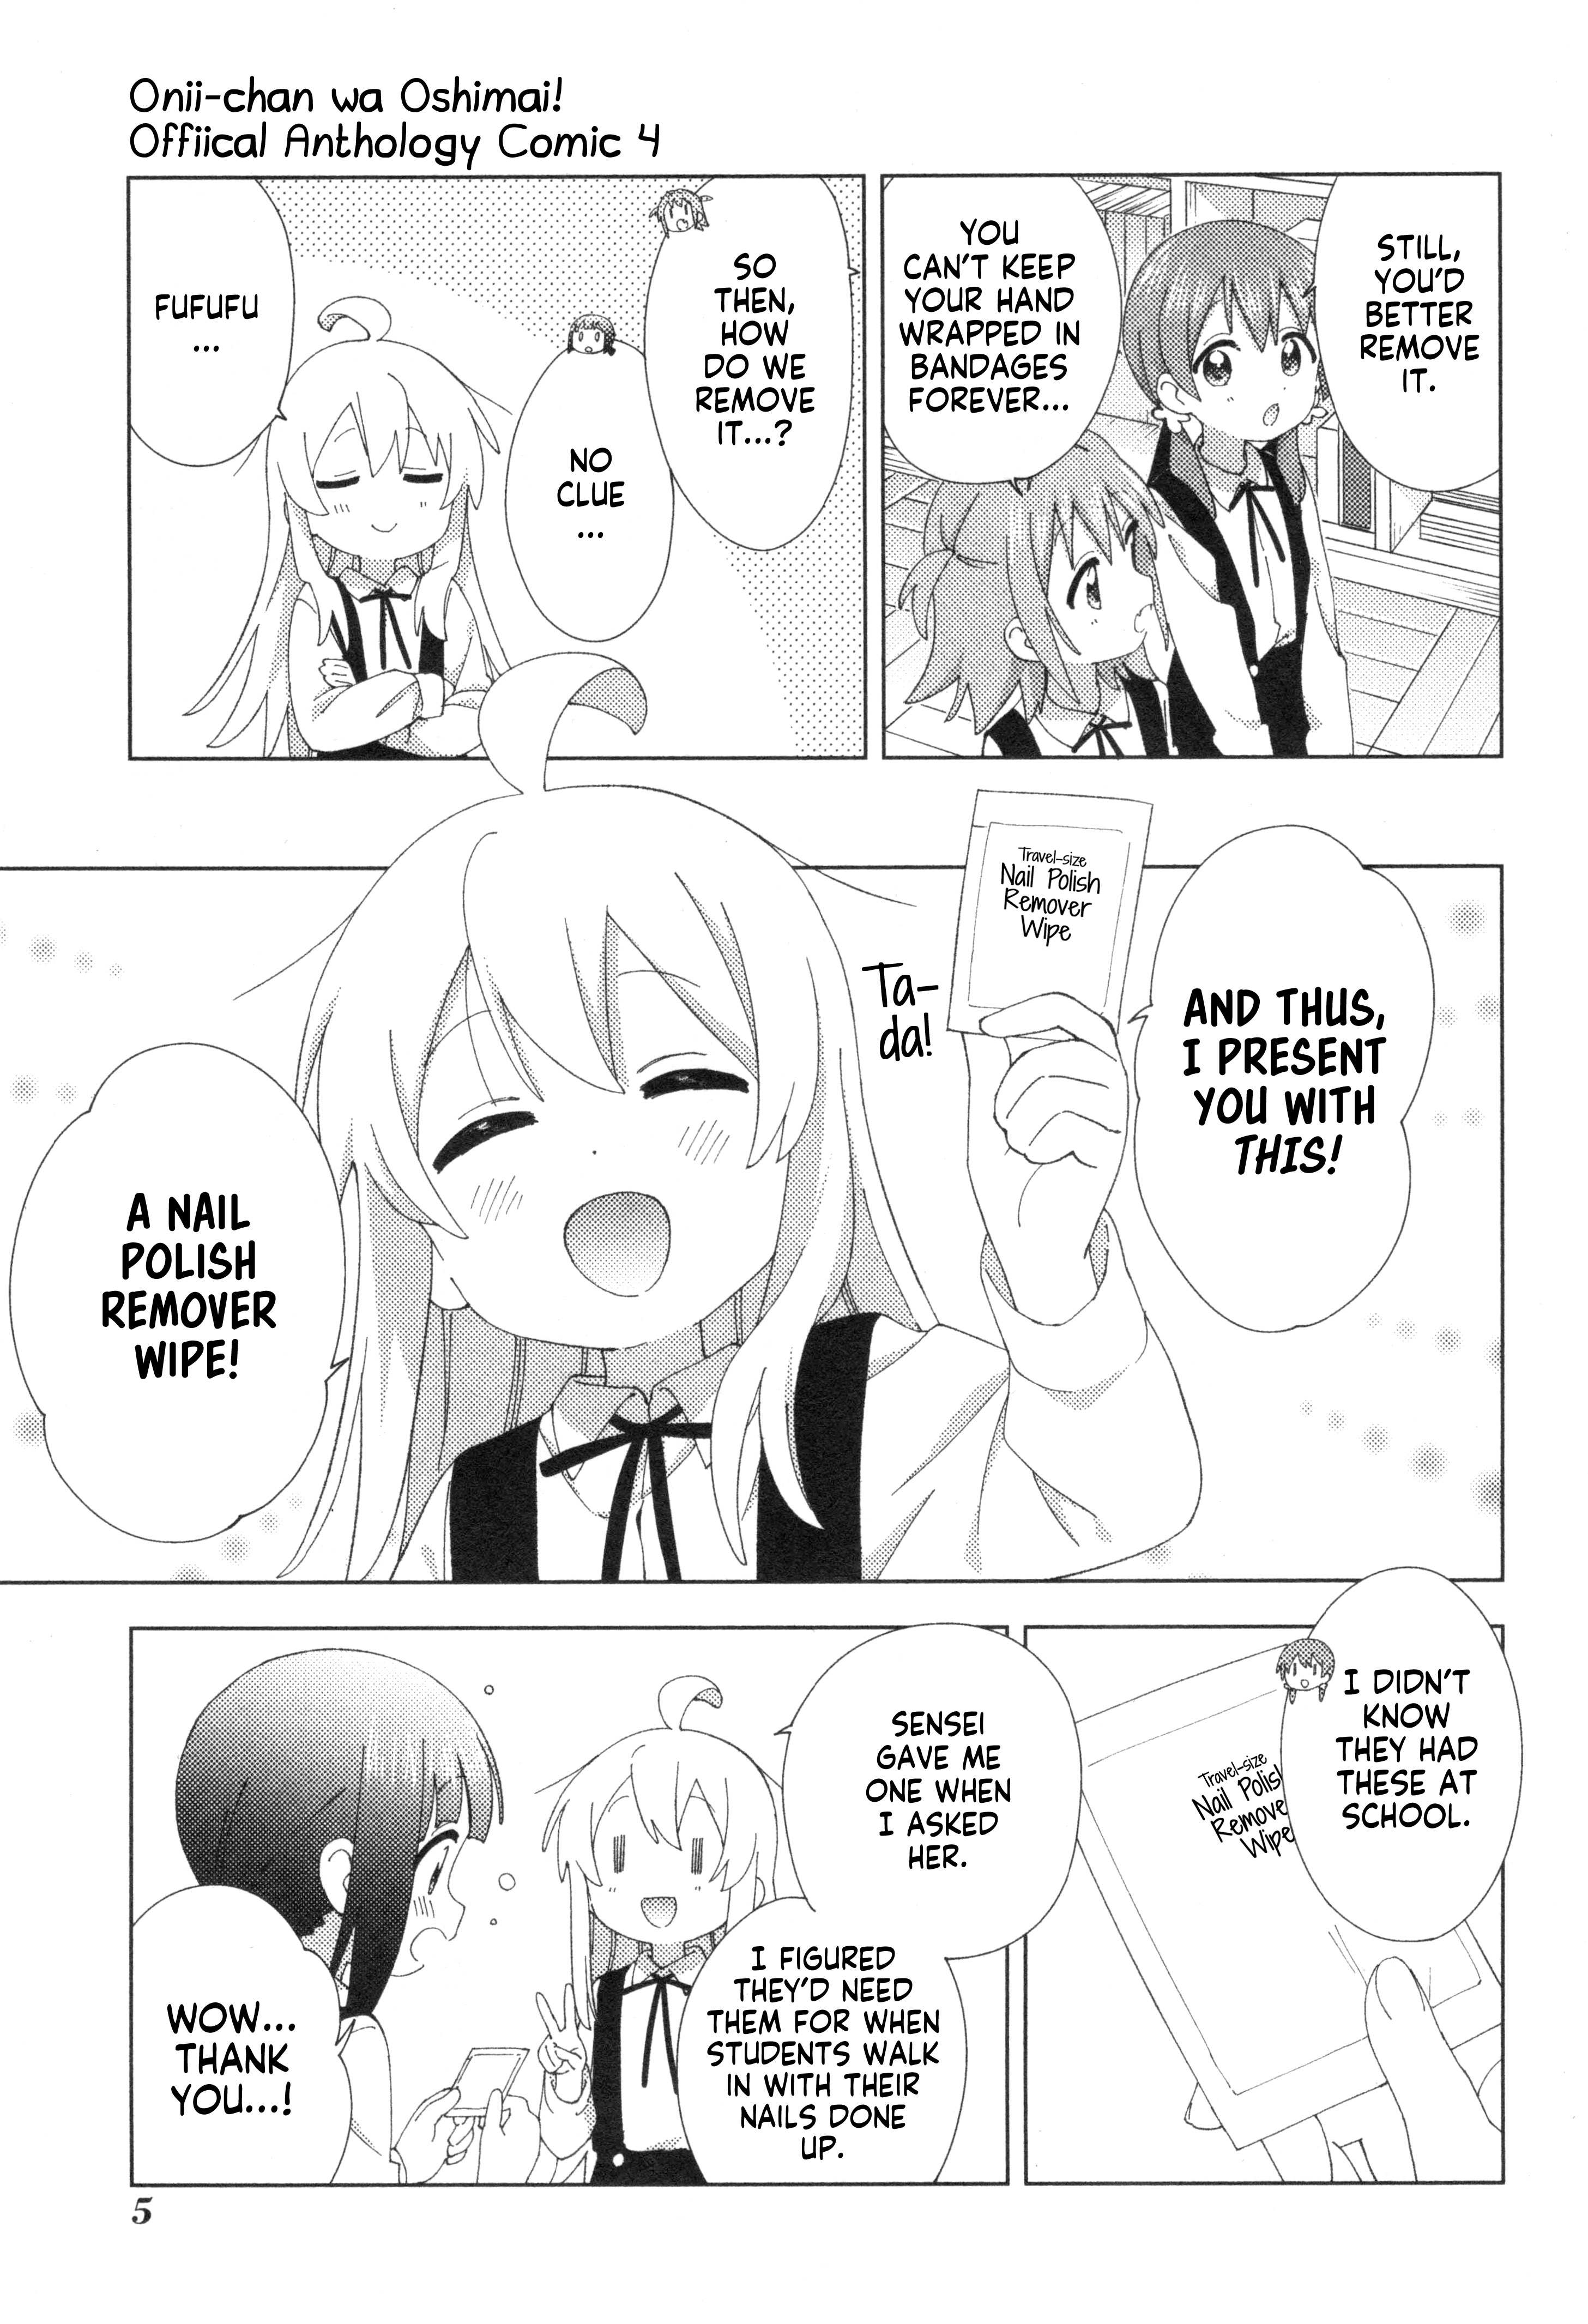 Onii-chan wa Oshimai!
Offiical Anthology Comic 4
STILL,
YOU'D
BETTER
REMOVE
IT.
YOU
CAN'T KEEP
YOUR HAND
WRAPPED IN
BANDAGES
FOREVER...
SO
THEN,
HOW
DO WE
REMOVE
IT...?
NO
CLUE
...
FUFUFU
...
AND THUS,
I PRESENT
YOU WITH
THIS!
Travel-size
Nail Polish
Remover
Wipe
Ta-
da!
A NAIL
POLISH
REMOVER
WIPE!
I DIDN'T
KNOW
THEY HAD
THESE AT
SCHOOL.
Travel-size
Nail Polish
Remove
Wipe
SENSEI
GAVE ME
ONE WHEN
I ASKED
HER.
I FIGURED
THEY'D NEED
THEM FOR WHEN
STUDENTS WALK
IN WITH THEIR
NAILS DONE
UP.
WOW...
THANK
YOU...!
5